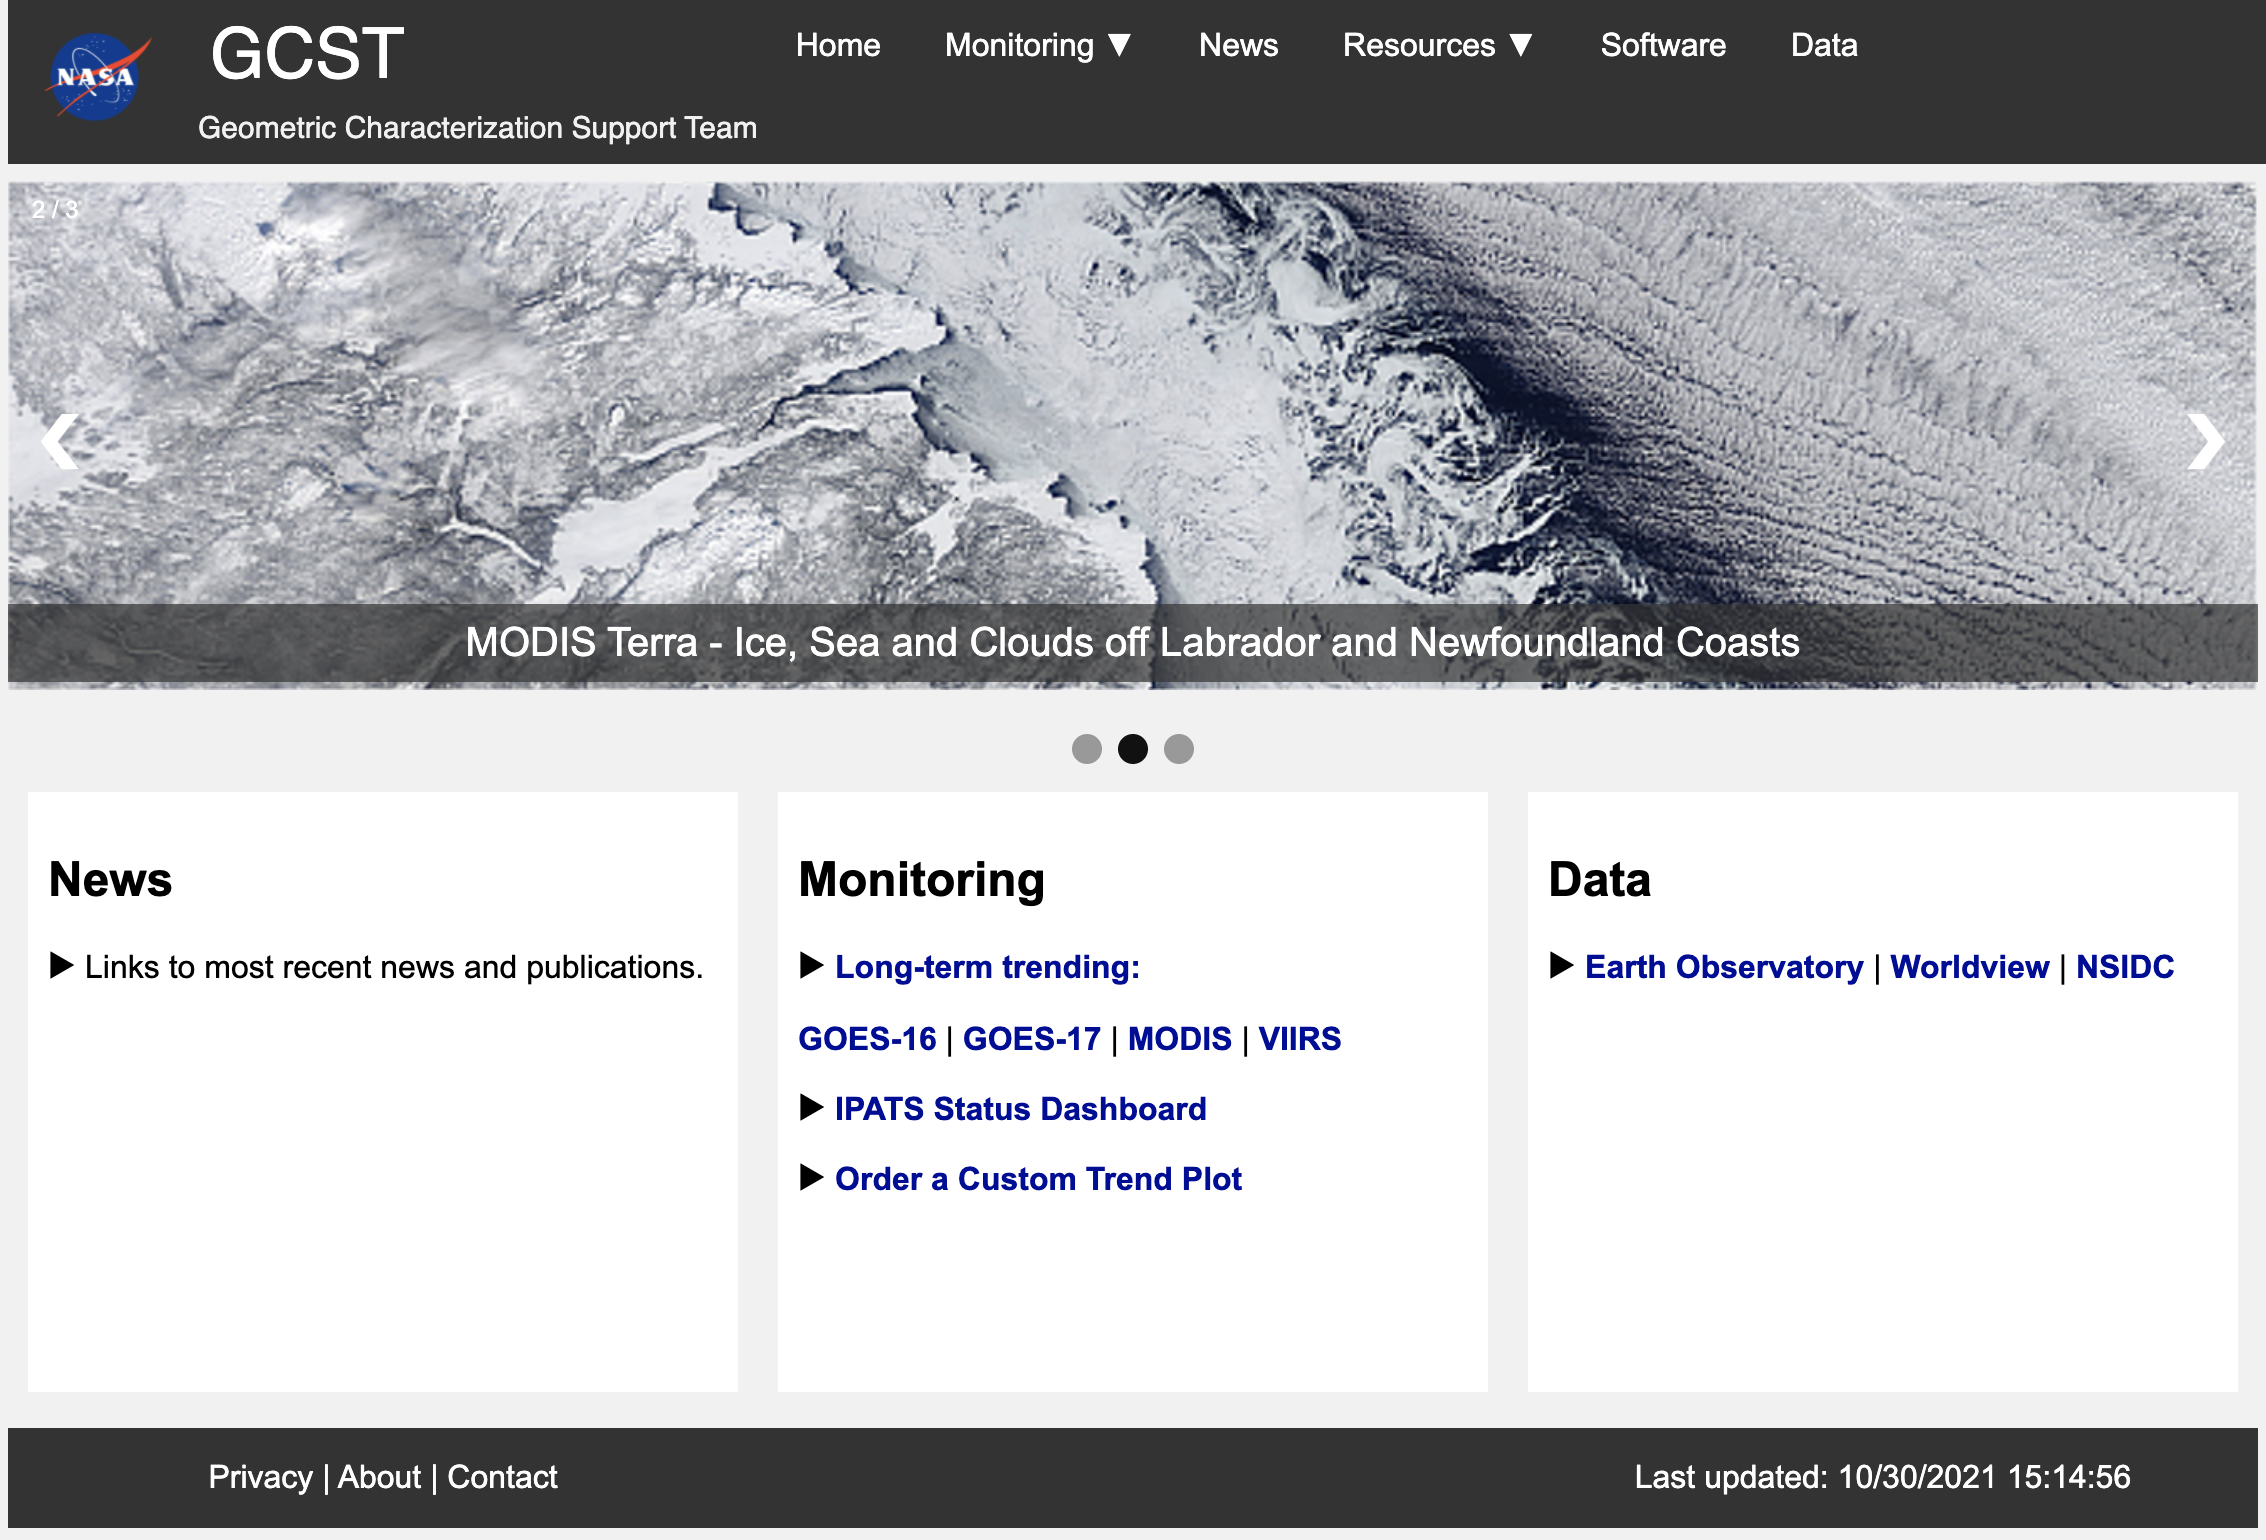 NASA
GCST
Geometric Characterization Support Team
Home Monitoring ▼ News Resources ▼ Software Data
2 / 3
❮ ❯
MODIS Terra - Ice, Sea and Clouds off Labrador and Newfoundland Coasts
News
▶ Links to most recent news and publications.
Monitoring
▶ Long-term trending:
GOES-16 | GOES-17 | MODIS | VIIRS
▶ IPATS Status Dashboard
▶ Order a Custom Trend Plot
Data
▶ Earth Observatory | Worldview | NSIDC
Privacy | About | Contact
Last updated: 10/30/2021 15:14:56